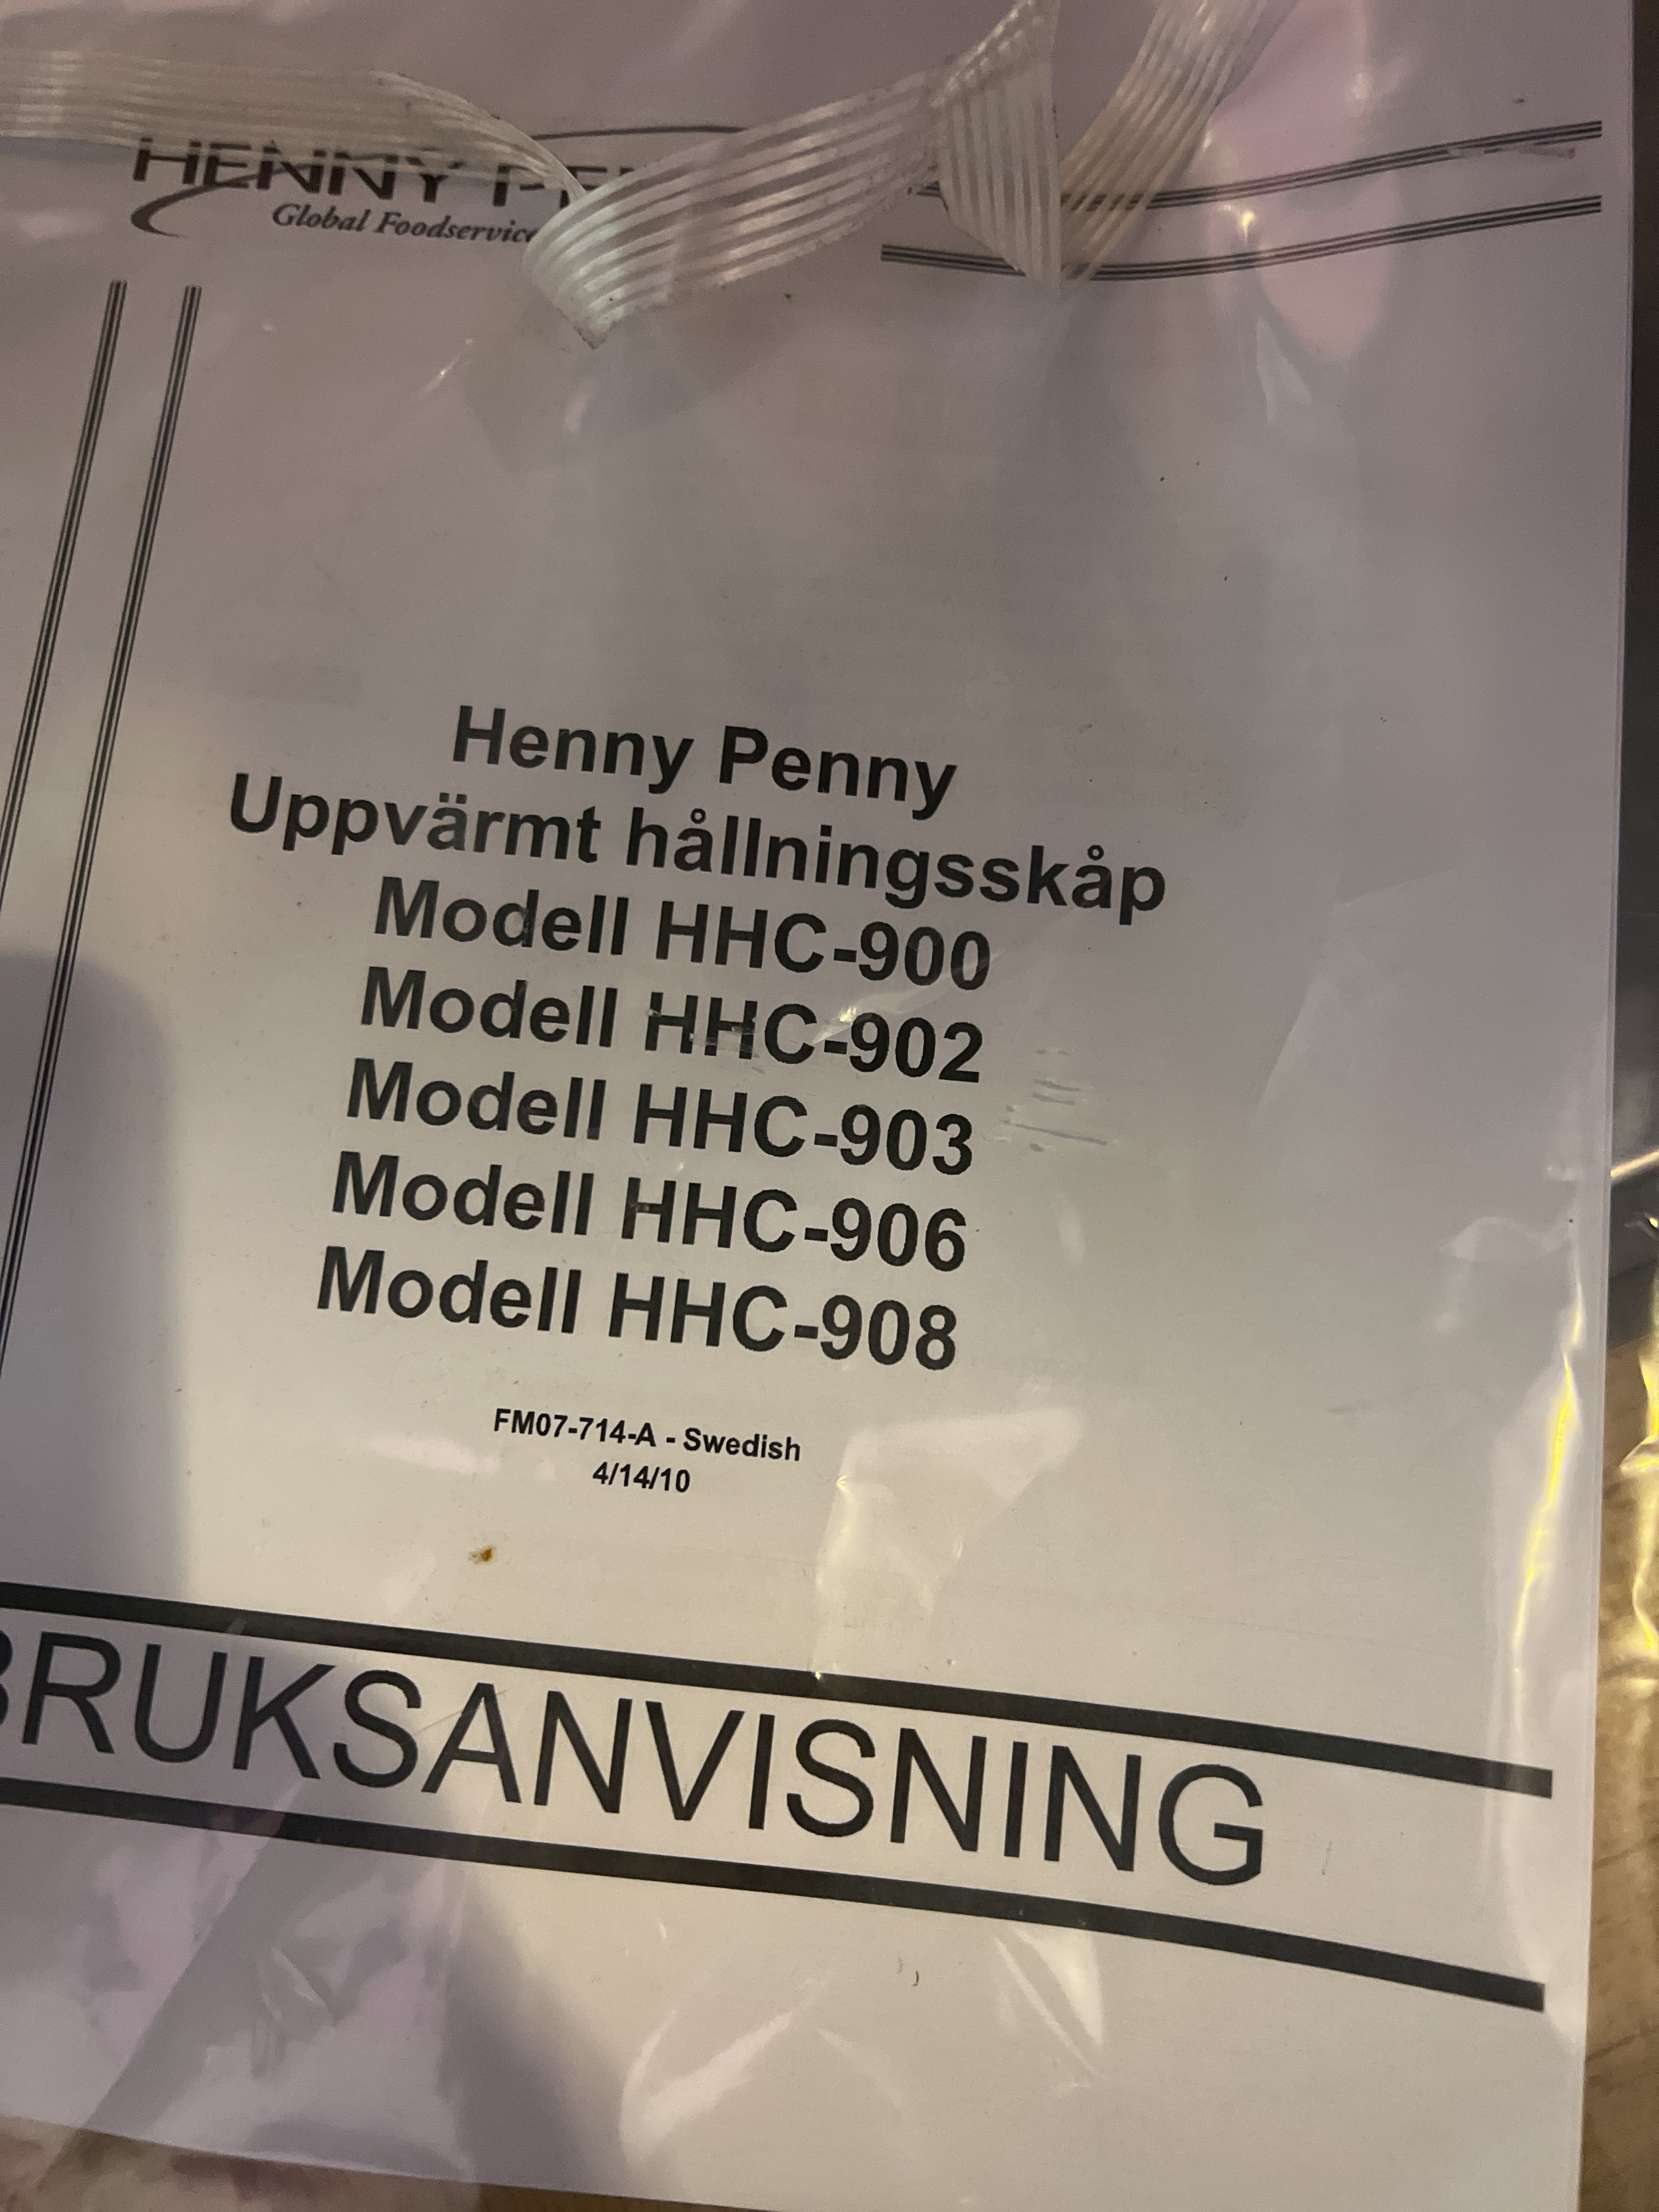 HENNY
Global Foodservice
Henny Penny
Uppvärmt hållningsskåp
Modell HHC-900
Modell HHC-902
Modell HHC-903
Modell HHC-906
Modell HHC-908
FM07-714-A - Swedish
4/14/10
BRUKSANVISNING